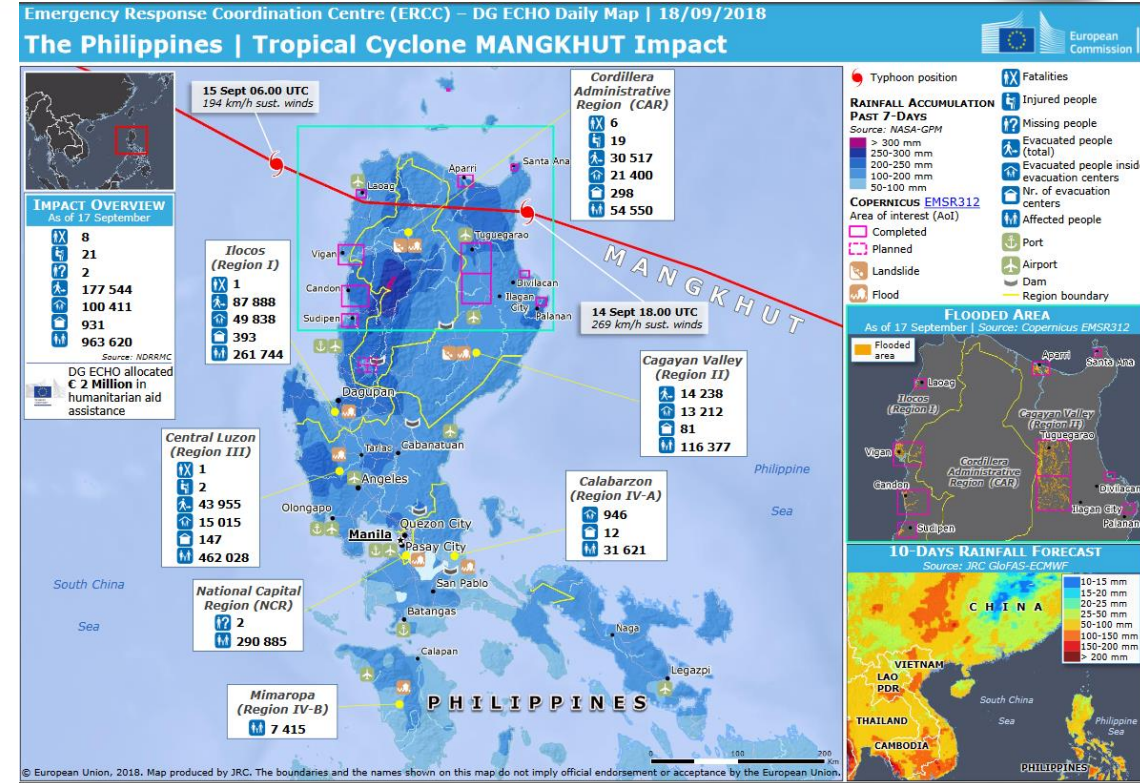 Emergency Response Coordination Centre (ERCC) – DG ECHO Daily Map | 18/09/2018
The Philippines | Tropical Cyclone MANGKHUT Impact
European
Commission
15 Sept 06.00 UTC
194 km/h sust. winds
IMPACT OVERVIEW
As of 17 September
8
21
2
177 544
100 411
931
963 620
Source: NDRRMC
DG ECHO allocated
€ 2 Million in
humanitarian aid
assistance
Cordillera
Administrative
Region (CAR)
6
19
30 517
21 400
298
54 550
Ilocos
(Region I)
1
87 888
49 838
393
261 744
14 Sept 18.00 UTC
269 km/h sust. winds
MANGKHUT
Cagayan Valley
(Region II)
14 238
13 212
81
116 377
Central Luzon
(Region III)
1
2
43 955
15 015
147
462 028
Calabarzon
(Region IV-A)
946
12
31 621
National Capital
Region (NCR)
2
290 885
Mimaropa
(Region IV-B)
7 415
Laoag
Aparri
Santa Ana
Vigan
Tuguegarao
Candon
Divilacan
Ilagan
City
Palanan
Sudipen
Dagupan
Tarlac
Cabanatuan
Angeles
Olongapo
Quezon City
Manila
Pasay City
San Pablo
Batangas
Calapan
Naga
Legazpi
PHILIPPINES
South China
Sea
Philippine
Sea
0 100 200
Km
© European Union, 2018. Map produced by JRC. The boundaries and the names shown on this map do not imply official endorsement or acceptance by the European Union.
Typhoon position
RAINFALL ACCUMULATION
PAST 7-DAYS
Source: NASA-GPM
> 300 mm
250-300 mm
200-250 mm
100-200 mm
50-100 mm
COPERNICUS EMSR312
Area of interest (AoI)
Completed
Planned
Landslide
Flood
Fatalities
Injured people
Missing people
Evacuated people
(total)
Evacuated people inside
evacuation centers
Nr. of evacuation
centers
Affected people
Port
Airport
Dam
Region boundary
FLOODED AREA
As of 17 September | Source: Copernicus EMSR312
Flooded
area
Aparri
Santa Ana
Laoag
Ilocos
(Region I)
Cagayan Valley
(Region II)
Tuguegarao
Vigan
Cordillera
Administrative
Region (CAR)
Candon
Divilacan
Ilagan City
Palanan
Sudipen
10-DAYS RAINFALL FORECAST
Source: JRC GloFAS-ECMWF
10-15 mm
15-20 mm
20-25 mm
25-50 mm
50-100 mm
100-150 mm
150-200 mm
> 200 mm
CHINA
VIETNAM
LAO
PDR
THAILAND
CAMBODIA
South China
Sea
Philippine
Sea
PHILIPPINES